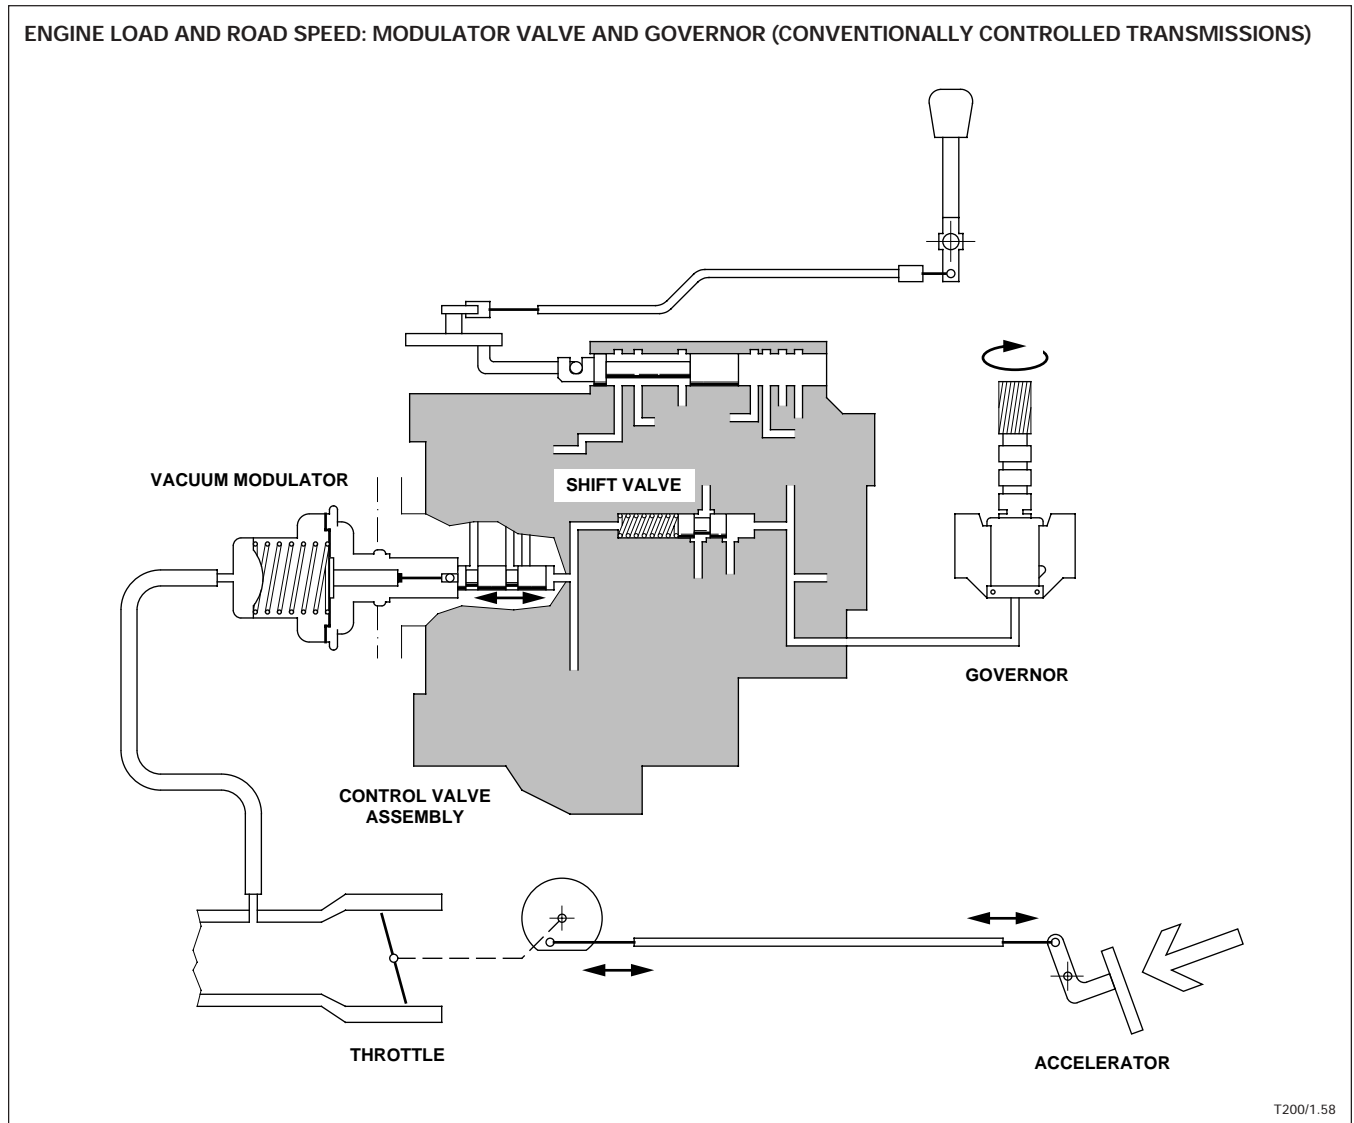 ENGINE LOAD AND ROAD SPEED: MODULATOR VALVE AND GOVERNOR (CONVENTIONALLY CONTROLLED TRANSMISSIONS)
VACUUM MODULATOR
SHIFT VALVE
GOVERNOR
CONTROL VALVE
ASSEMBLY
THROTTLE
ACCELERATOR
T200/1.58